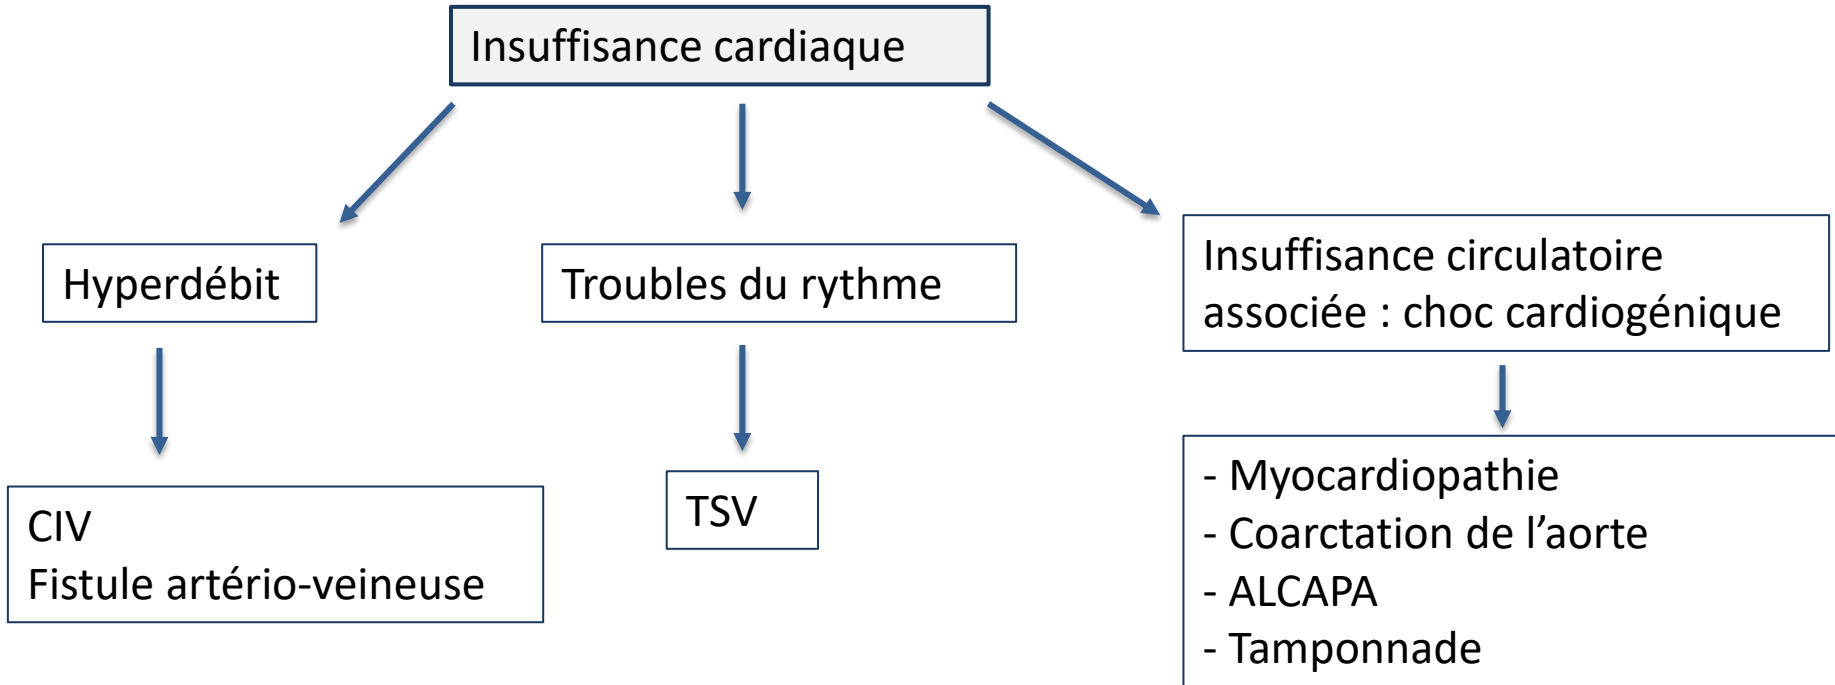 Insuffisance cardiaque
Hyperdébit
Troubles du rythme
Insuffisance circulatoire
associée : choc cardiogénique
CIV
Fistule artério-veineuse
TSV
- Myocardiopathie
- Coarctation de l’aorte
- ALCAPA
- Tamponnade